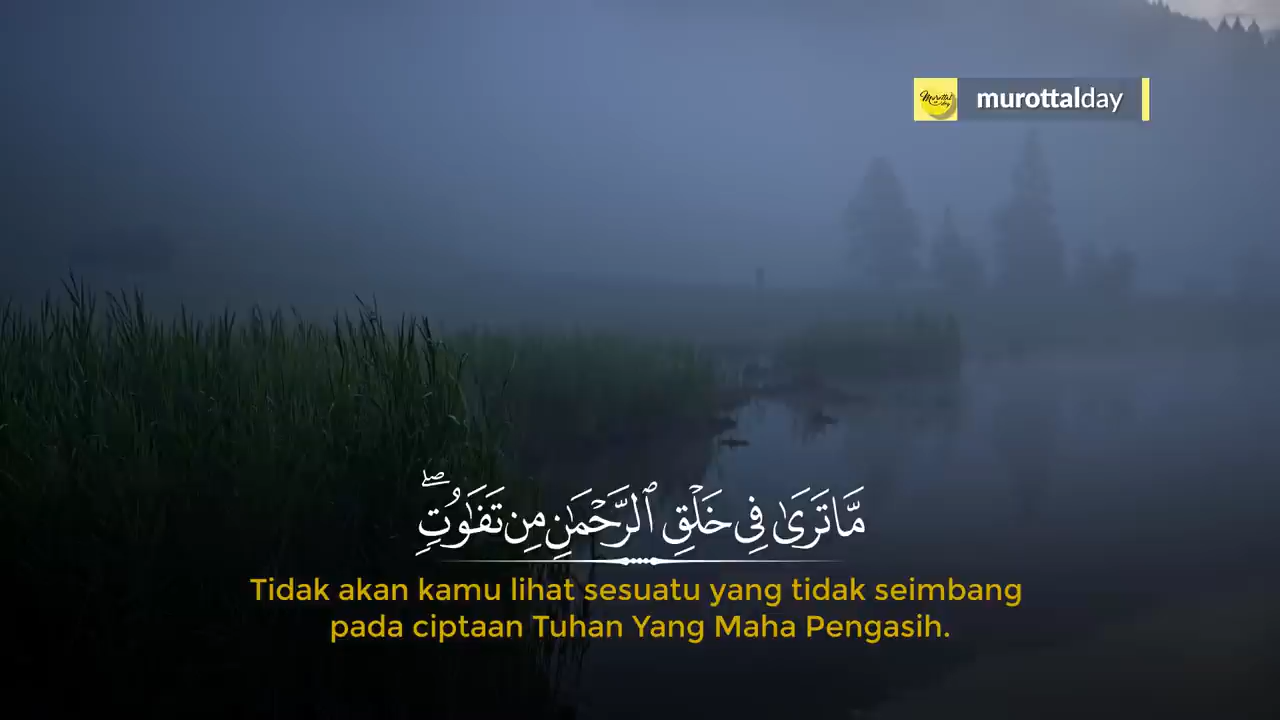 murottalday
مَّا تَرَىٰ فِى خَلْقِ ٱلرَّحْمَٰنِ مِن تَفَٰوُتٍۢ ۖ
Tidak akan kamu lihat sesuatu yang tidak seimbang
pada ciptaan Tuhan Yang Maha Pengasih.